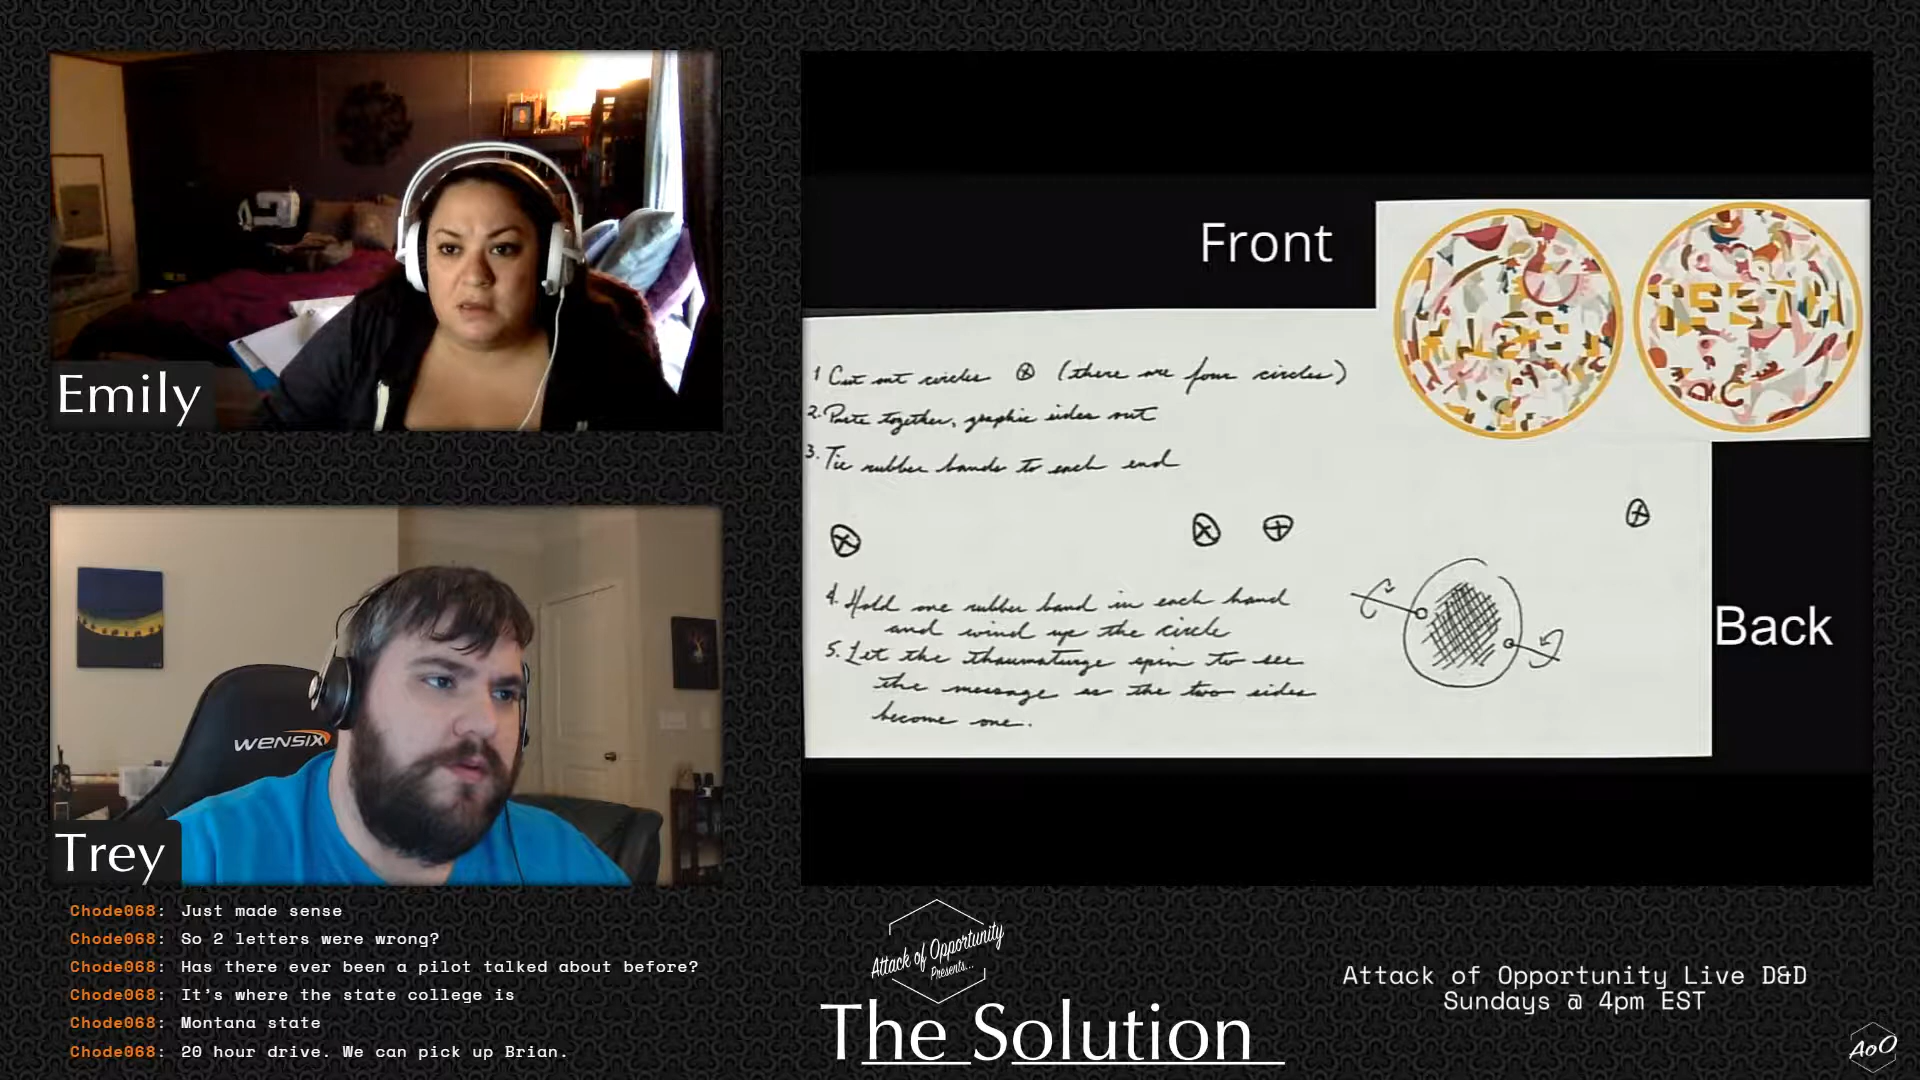 Emily
WENSIX
Trey
Front
1 Cut out circles (there are four circles)
2. Paste together, graphic sides out
3. Tie rubber bands to each end
4. Hold one rubber band in each hand
and wind up the circle
5. Let the thaumaturge spin to see
the message as the two sides
become one.
Back
Chode068: Just made sense
Chode068: So 2 letters were wrong?
Chode068: Has there ever been a pilot talked about before?
Chode068: It's where the state college is
Chode068: Montana state
Chode068: 20 hour drive. We can pick up Brian.
Attack of Opportunity
Presents...
The Solution
Attack of Opportunity Live D&D
Sundays @ 4pm EST
AoO